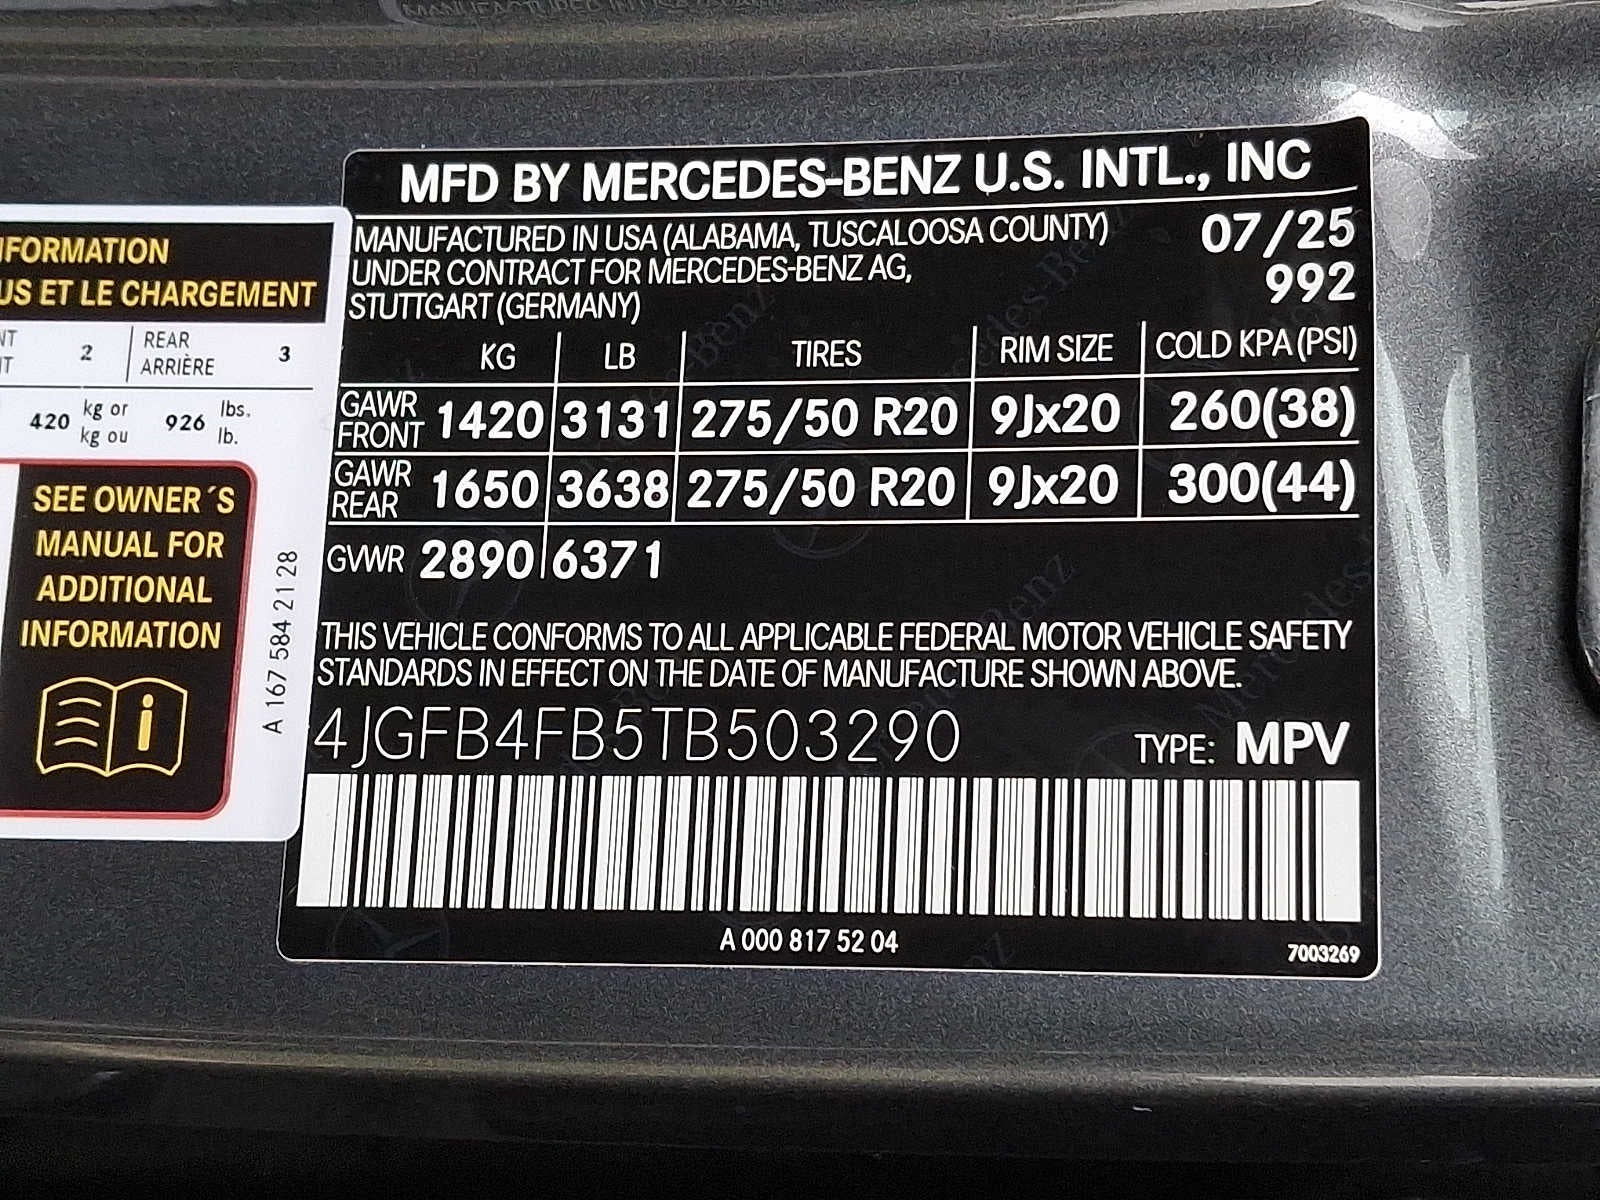 MFD BY MERCEDES-BENZ U.S. INTL., INC
MANUFACTURED IN USA (ALABAMA, TUSCALOOSA COUNTY) 07/25
UNDER CONTRACT FOR MERCEDES-BENZ AG, 992
STUTTGART (GERMANY)
KG LB TIRES RIM SIZE COLD KPA (PSI)
GAWR FRONT 1420 3131 275/50 R20 9Jx20 260(38)
GAWR REAR 1650 3638 275/50 R20 9Jx20 300(44)
GVWR 2890 6371
THIS VEHICLE CONFORMS TO ALL APPLICABLE FEDERAL MOTOR VEHICLE SAFETY
STANDARDS IN EFFECT ON THE DATE OF MANUFACTURE SHOWN ABOVE.
4JGFB4FB5TB503290 TYPE: MPV
A 000 817 52 04
7003269
NFORMATION
US ET LE CHARGEMENT
2 REAR 3
ARRIÈRE
420 kg or 926 lbs.
kg ou lb.
SEE OWNER´S
MANUAL FOR
ADDITIONAL
INFORMATION
A 167 584 21 28